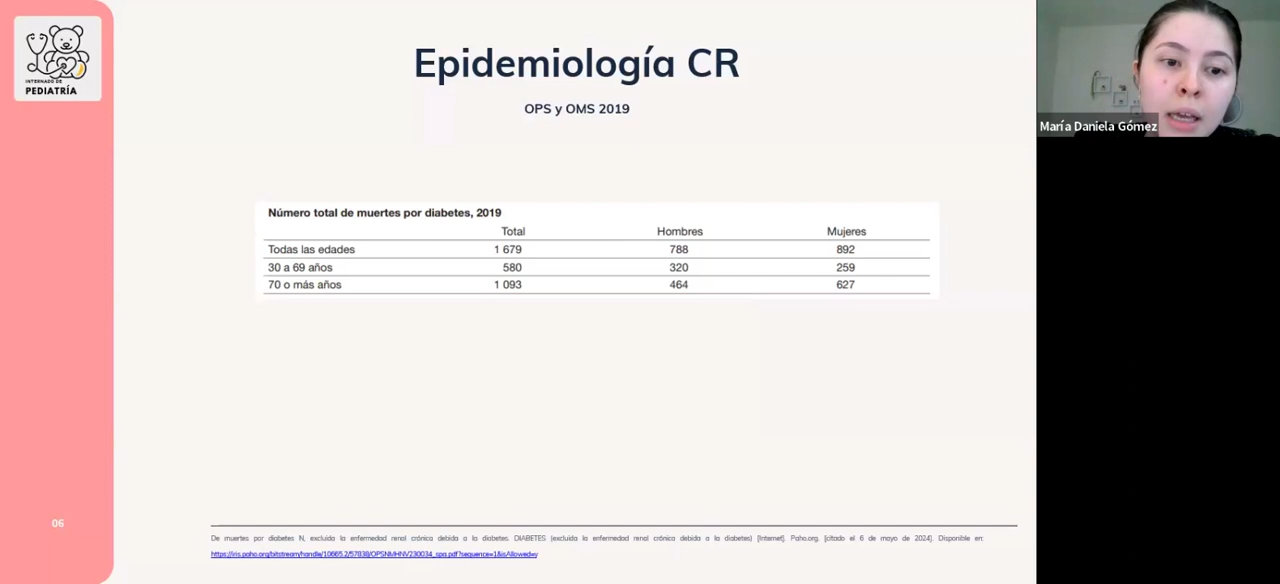 INTERNADO DE
PEDIATRÍA
Epidemiología CR
OPS y OMS 2019
María Daniela Gómez
Número total de muertes por diabetes, 2019
Total Hombres Mujeres
Todas las edades 1 679 788 892
30 a 69 años 580 320 259
70 o más años 1 093 464 627
06
De muertes por diabetes N, excluida la enfermedad renal crónica debida a la diabetes. DIABETES (excluida la enfermedad renal crónica debida a la diabetes) [Internet]. Paho.org. [citado el 6 de mayo de 2024]. Disponible en:
https://iris.paho.org/bitstream/handle/10665.2/57838/OPSNMHNV230034_spa.pdf?sequence=1&isAllowed=y